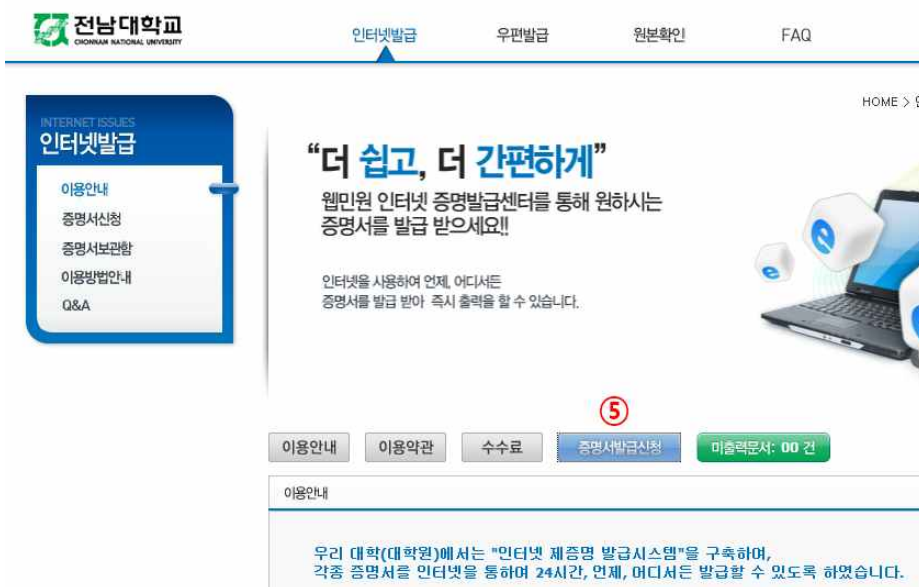 전남대학교
CHONNAM NATIONAL UNIVERSITY
인터넷발급
우편발급
원본확인
FAQ
HOME >
INTERNET ISSUES
인터넷발급
이용안내
증명서신청
증명서보관함
이용방법안내
Q&A
“더 쉽고, 더 간편하게”
웹민원 인터넷 증명발급센터를 통해 원하시는
증명서를 발급 받으세요!!
인터넷을 사용하여 언제, 어디서든
증명서를 발급 받아 즉시 출력을 할 수 있습니다.
⑤
이용안내
이용약관
수수료
증명서발급신청
미출력문서: 00 건
이용안내
우리 대학(대학원)에서는 "인터넷 제증명 발급시스템"을 구축하여,
각종 증명서를 인터넷을 통하여 24시간, 언제, 어디서든 발급할 수 있도록 하였습니다.